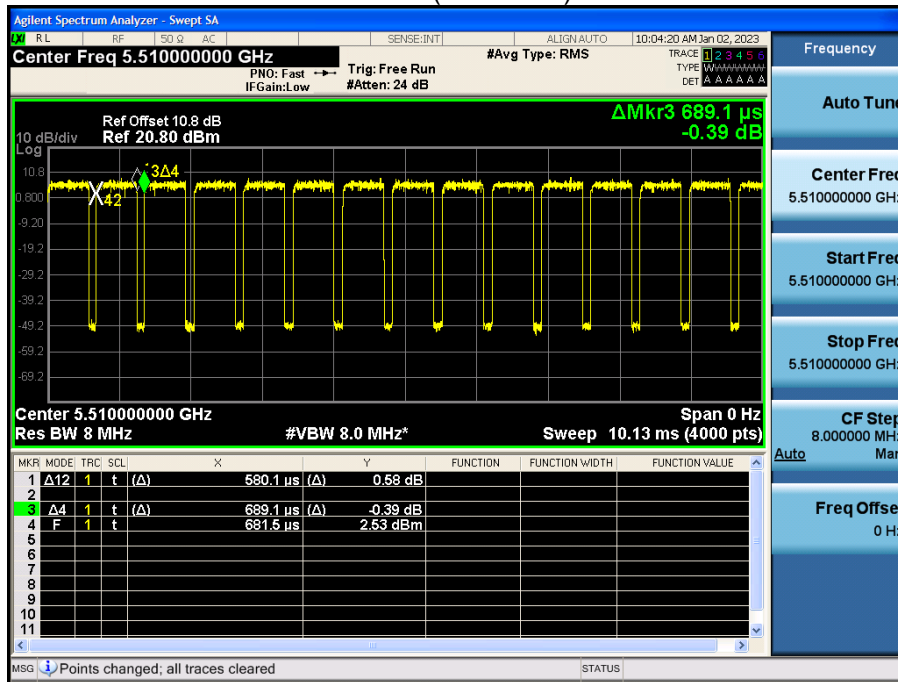 Agilent Spectrum Analyzer - Swept SA
LXI RL RF 50 Ω AC SENSE:INT ALIGN AUTO 10:04:20 AM Jan 02, 2023
Center Freq 5.510000000 GHz #Avg Type: RMS TRACE 1 2 3 4 5 6
PNO: Fast Trig: Free Run TYPE WWWWWW
IFGain:Low #Atten: 24 dB DET A A A A A A
Frequency
ΔMkr3 689.1 µs
-0.39 dB
Ref Offset 10.8 dB
10 dB/div Ref 20.80 dBm
Log
10.8
0.800
-9.20
-19.2
-29.2
-39.2
-49.2
-59.2
-69.2
3Δ4
42
Center 5.510000000 GHz Span 0 Hz
Res BW 8 MHz #VBW 8.0 MHz* Sweep 10.13 ms (4000 pts)
MKR MODE TRC SCL X Y FUNCTION FUNCTION WIDTH FUNCTION VALUE
1 Δ12 1 t (Δ) 580.1 µs (Δ) 0.58 dB
2
3 Δ4 1 t (Δ) 689.1 µs (Δ) -0.39 dB
4 F 1 t 681.5 µs 2.53 dBm
5
6
7
8
9
10
11
MSG Points changed; all traces cleared STATUS
Auto Tune
Center Freq
5.510000000 GHz
Start Freq
5.510000000 GHz
Stop Freq
5.510000000 GHz
CF Step
8.000000 MHz
Auto Man
Freq Offset
0 Hz